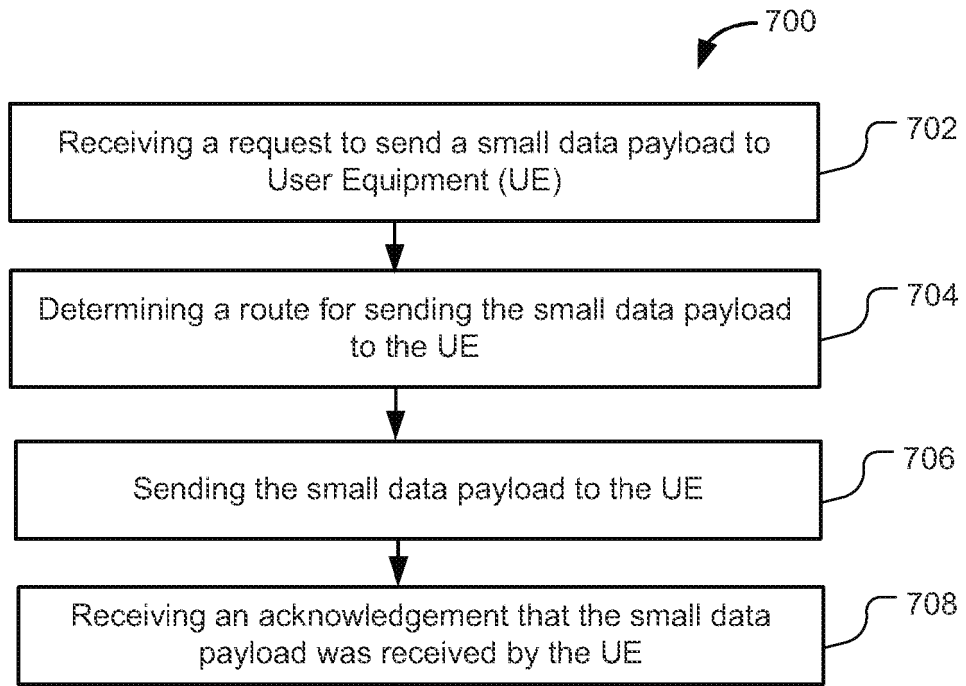 700
Receiving a request to send a small data payload to
User Equipment (UE)
702
Determining a route for sending the small data payload
to the UE
704
Sending the small data payload to the UE
706
Receiving an acknowledgement that the small data
payload was received by the UE
708